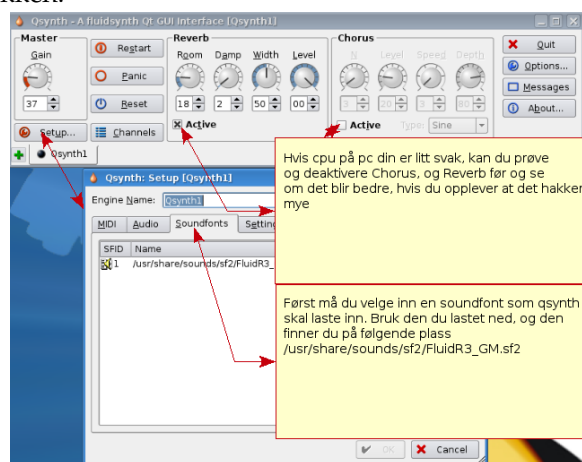 Qsynth - A fluidsynth Qt GUI Interface [Qsynth1]
Master
Gain
37
Restart
Panic
Reset
Setup...
Channels
Reverb
Room Damp Width Level
18 2 50 00
Active
Chorus
N Level Speed Depth
3 20 3 80
Active Type: Sine
Quit
Options...
Messages
About...
Qsynth1
Qsynth: Setup [Qsynth1]
Engine Name: Qsynth1
MIDI Audio Soundfonts
SFID Name
1 /usr/share/sounds/sf2/FluidR3_
Hvis cpu på pc din er litt svak, kan du prøve
og deaktivere Chorus, og Reverb før og se
om det blir bedre, hvis du opplever at det hakker
mye
Først må du velge inn en soundfont som qsynth
skal laste inn. Bruk den du lastet ned, og den
finner du på følgende plass
/usr/share/sounds/sf2/FluidR3_GM.sf2
OK Cancel